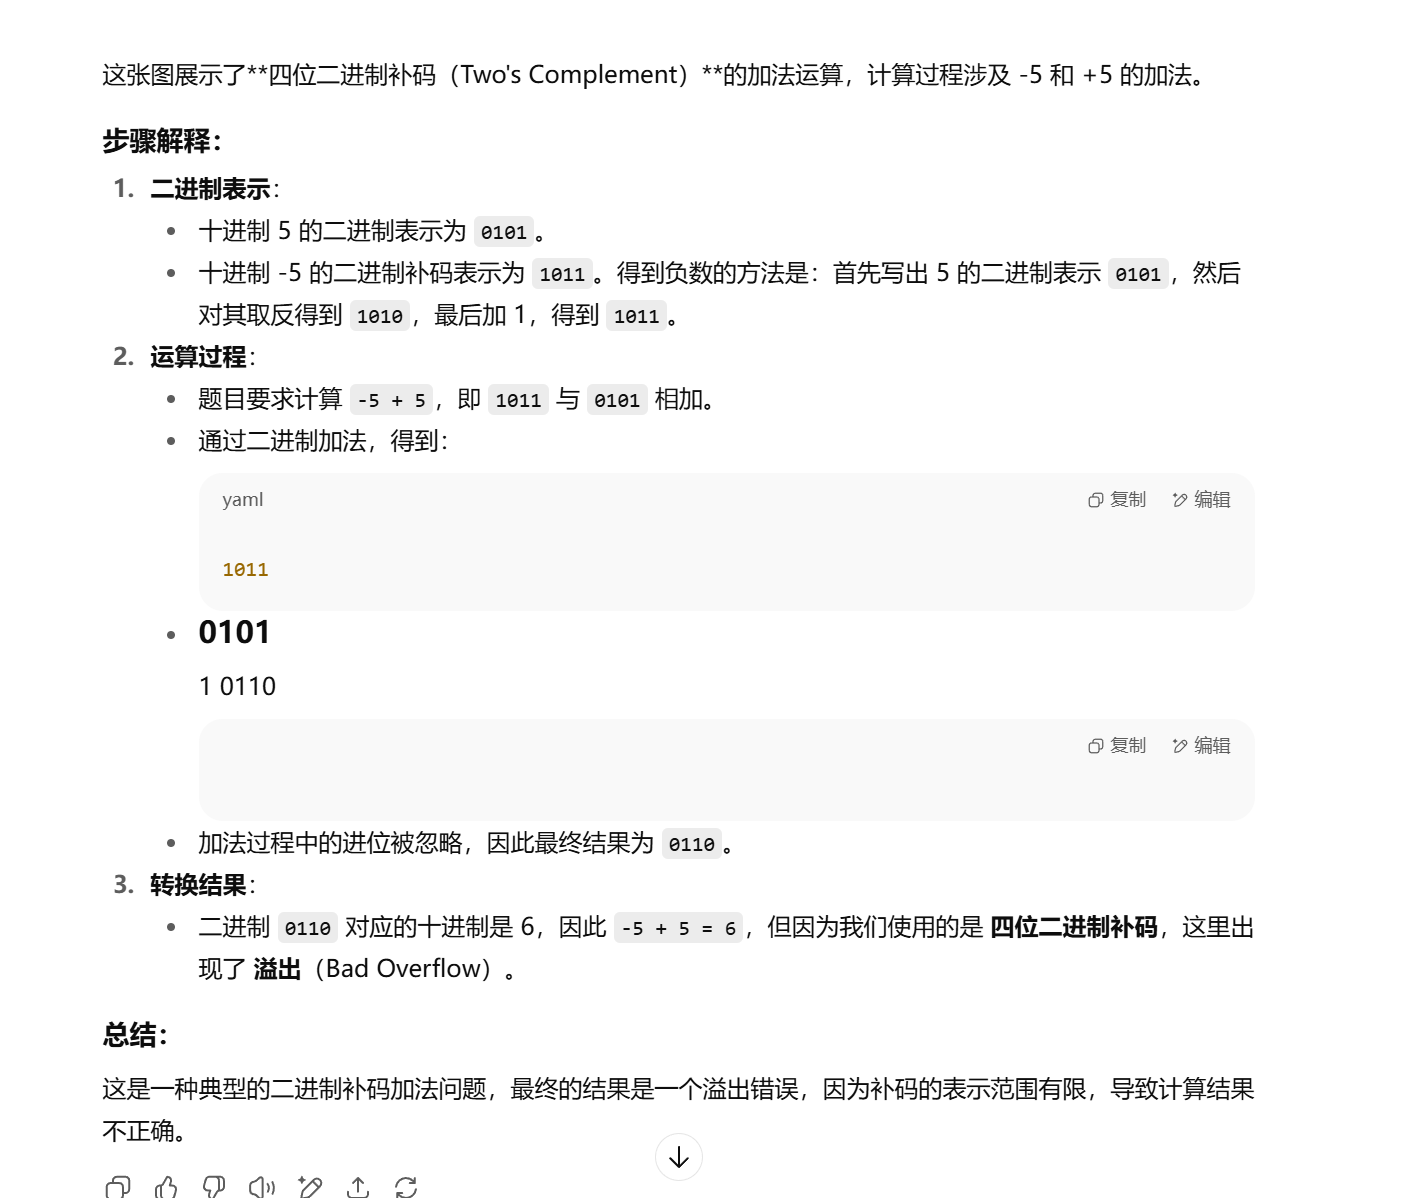 这张图展示了**四位二进制补码（Two's Complement）**的加法运算，计算过程涉及 -5 和 +5 的加法。
步骤解释：
1. 二进制表示：
• 十进制 5 的二进制表示为 0101。
• 十进制 -5 的二进制补码表示为 1011。得到负数的方法是：首先写出 5 的二进制表示 0101，然后
对其取反得到 1010，最后加 1，得到 1011。
2. 运算过程：
• 题目要求计算 -5 + 5，即 1011 与 0101 相加。
• 通过二进制加法，得到：
yaml 复制 编辑
1011
• 0101
1 0110
复制 编辑
• 加法过程中的进位被忽略，因此最终结果为 0110。
3. 转换结果：
• 二进制 0110 对应的十进制是 6，因此 -5 + 5 = 6，但因为我们使用的是 四位二进制补码，这里出
现了 溢出（Bad Overflow）。
总结：
这是一种典型的二进制补码加法问题，最终的结果是一个溢出错误，因为补码的表示范围有限，导致计算结果
不正确。